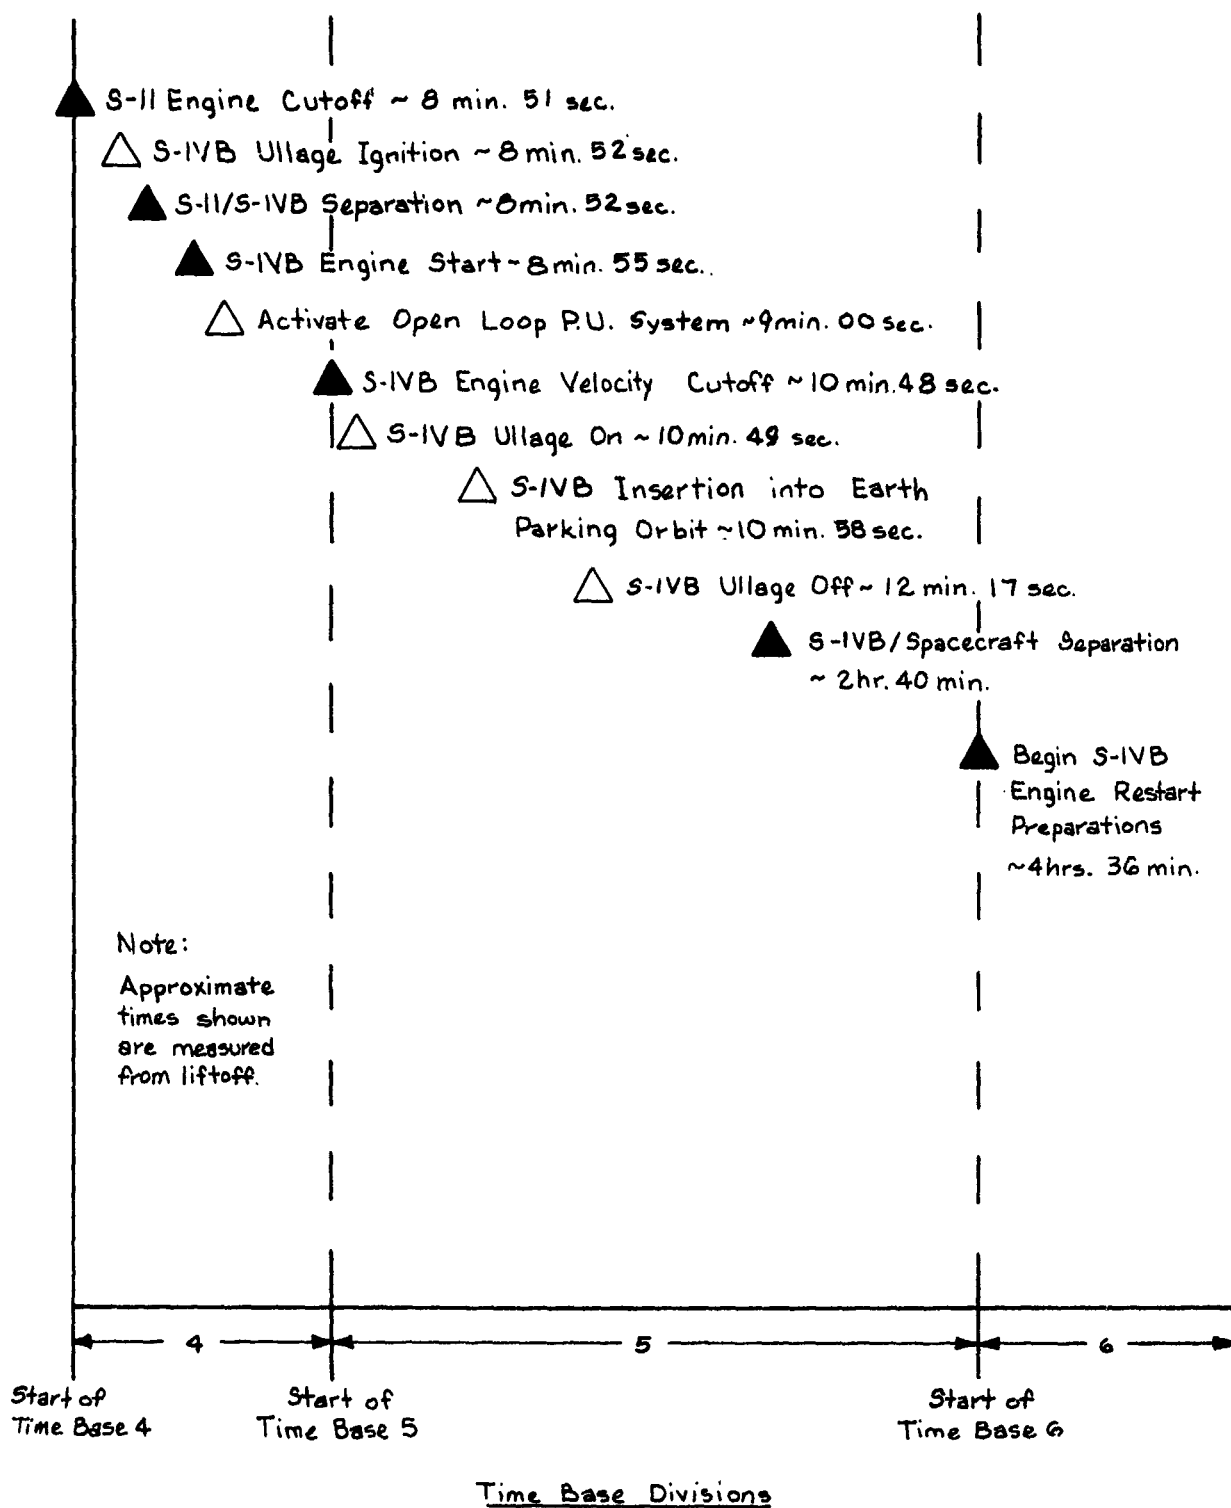 S-II Engine Cutoff ~ 8 min. 51 sec.
S-IVB Ullage Ignition ~ 8 min. 52 sec.
S-II/S-IVB Separation ~ 8 min. 52 sec.
S-IVB Engine Start ~ 8 min. 55 sec.
Activate Open Loop P.U. System ~ 9 min. 00 sec.
S-IVB Engine Velocity Cutoff ~ 10 min. 48 sec.
S-IVB Ullage On ~ 10 min. 49 sec.
S-IVB Insertion into Earth
Parking Orbit ~ 10 min. 58 sec.
S-IVB Ullage Off ~ 12 min. 17 sec.
S-IVB/Spacecraft Separation
~ 2 hr. 40 min.
Begin S-IVB
Engine Restart
Preparations
~ 4 hrs. 36 min.
Note:
Approximate
times shown
are measured
from liftoff.
4 5 6
Start of Start of Start of
Time Base 4 Time Base 5 Time Base 6
Time Base Divisions